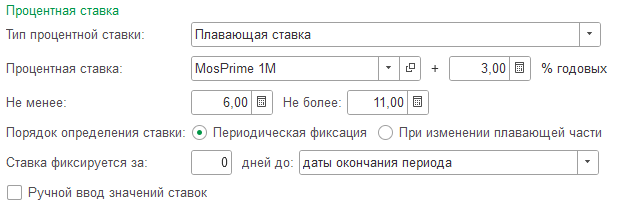 Процентная ставка
Тип процентной ставки: Плавающая ставка
Процентная ставка: MosPrime 1M + 3,00 % годовых
Не менее: 6,00 Не более: 11,00
Порядок определения ставки: Периодическая фиксация При изменении плавающей части
Ставка фиксируется за: 0 дней до: даты окончания периода
Ручной ввод значений ставок